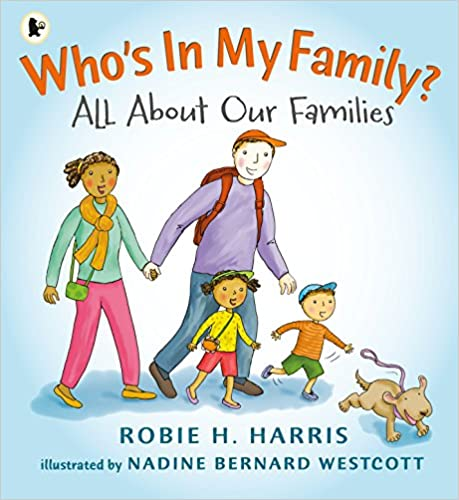 Who's In My Family?
ALL About Our Families
ROBIE H. HARRIS
illustrated by NADINE BERNARD WESTCOTT